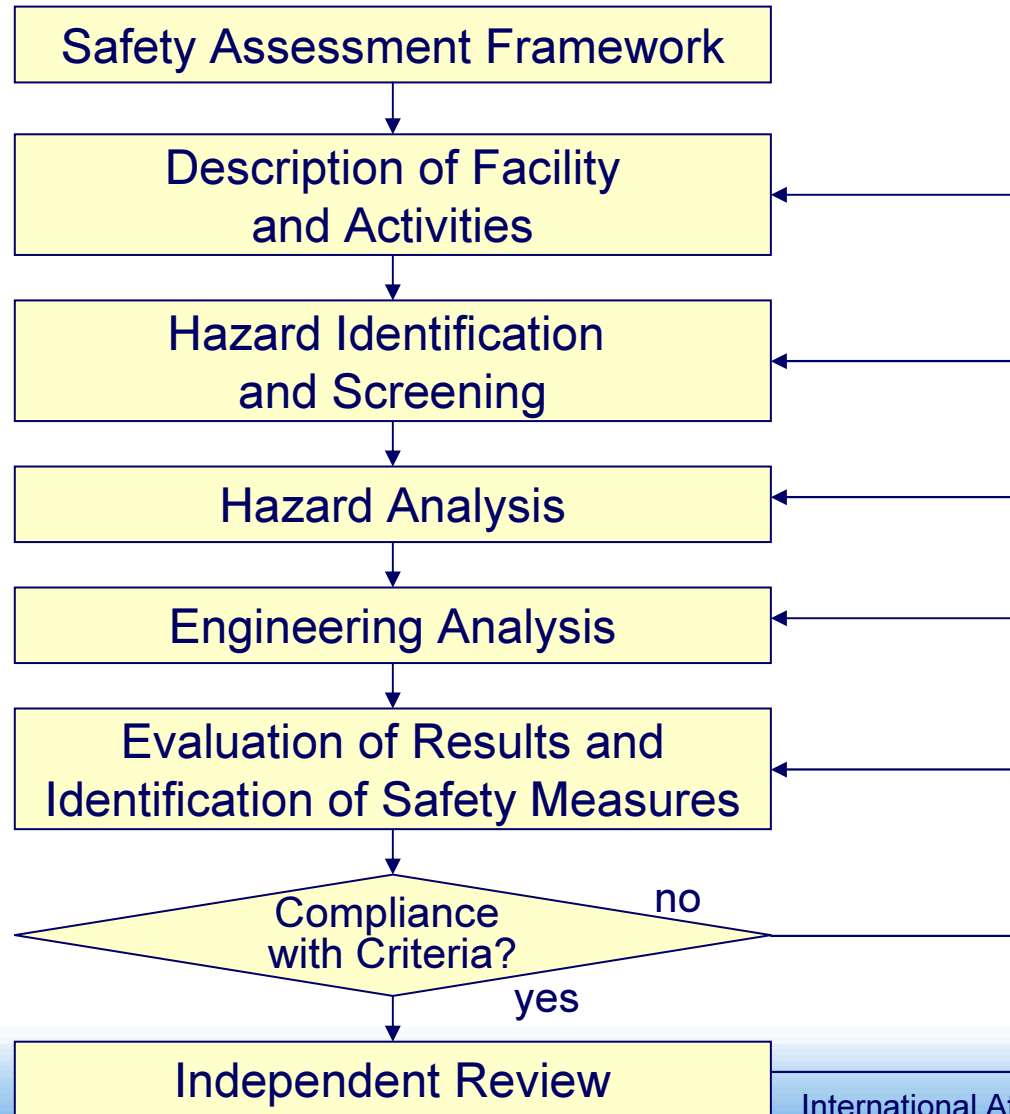 Safety Assessment Framework
Description of Facility
and Activities
Hazard Identification
and Screening
Hazard Analysis
Engineering Analysis
Evaluation of Results and
Identification of Safety Measures
Compliance
with Criteria?
no
yes
Independent Review
International